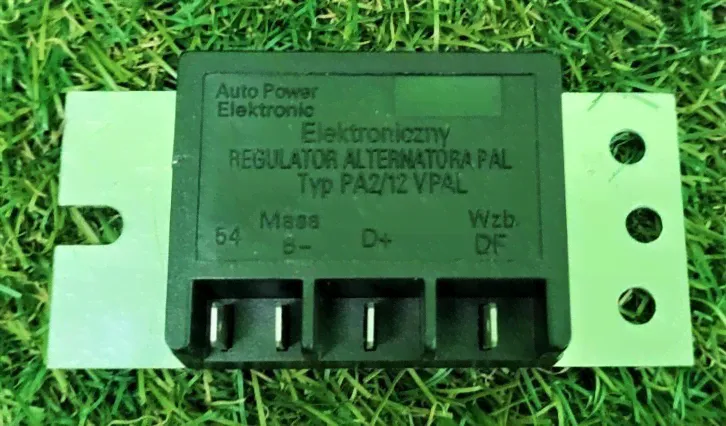 Auto Power
Elektronic
Elektroniczny
REGULATOR ALTERNATORA PAL
Typ PA2/12 VPAL
Masa Wzb.
54 B- D+ DF